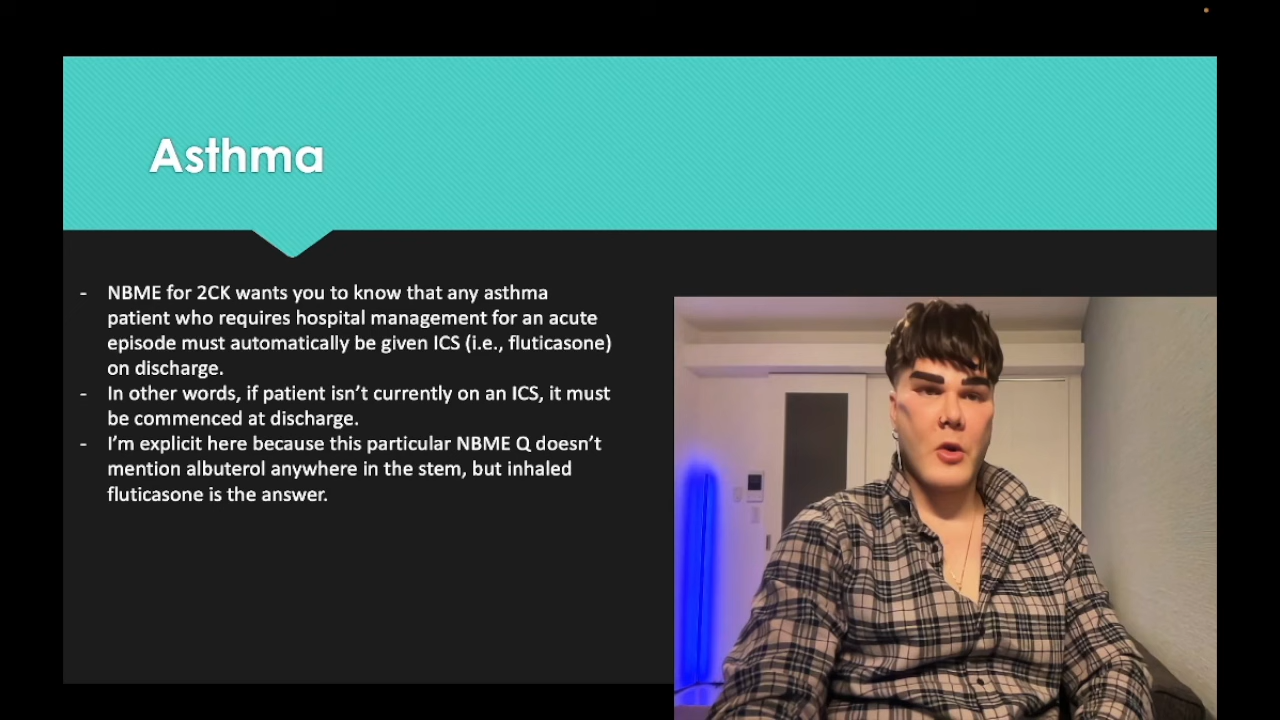 Asthma
- NBME for 2CK wants you to know that any asthma
patient who requires hospital management for an acute
episode must automatically be given ICS (i.e., fluticasone)
on discharge.
- In other words, if patient isn’t currently on an ICS, it must
be commenced at discharge.
- I’m explicit here because this particular NBME Q doesn’t
mention albuterol anywhere in the stem, but inhaled
fluticasone is the answer.